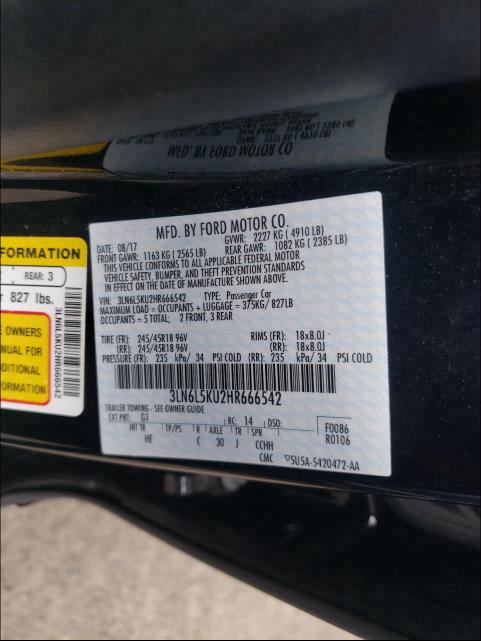 MFD. BY FORD MOTOR CO.
DATE: 08/17 GVWR: 2227 KG ( 4910 LB)
FRONT GAWR: 1163 KG ( 2565 LB) REAR GAWR: 1082 KG ( 2385 LB)
THIS VEHICLE CONFORMS TO ALL APPLICABLE FEDERAL MOTOR
VEHICLE SAFETY, BUMPER, AND THEFT PREVENTION STANDARDS IN
EFFECT ON THE DATE OF MANUFACTURE SHOWN ABOVE.
VIN: 3LN6L5KU2HR666542 TYPE: Passenger Car
MAXIMUM LOAD = OCCUPANTS + LUGGAGE = 375KG/827LB
OCCUPANTS = 5 TOTAL; 2 FRONT, 3 REAR
TIRE (FR): 245/45R18 96V RIMS (FR): 18x8.0J
(RR): 245/45R18 96V (RR): 18x8.0J
PRESSURE (FR): 235 kPa/ 34 PSI COLD (RR): 235 kPa/ 34 PSI COLD
3LN6L5KU2HR666542
TRAILER TOWING - SEE OWNER GUIDE
EXT PNT: G1 RC: 14 DSO: F0086
INT TR TP/PS R AXLE TR SPR R0106
HE C 30 J CCHH
CMC ▽5U5A-5420472-AA
FORMATION
REAR: 3
827 lbs.
OWNERS
AND
FOR
ADDITIONAL
3LN6L5KU2HR666542
MFD. BY FORD MOTOR CO